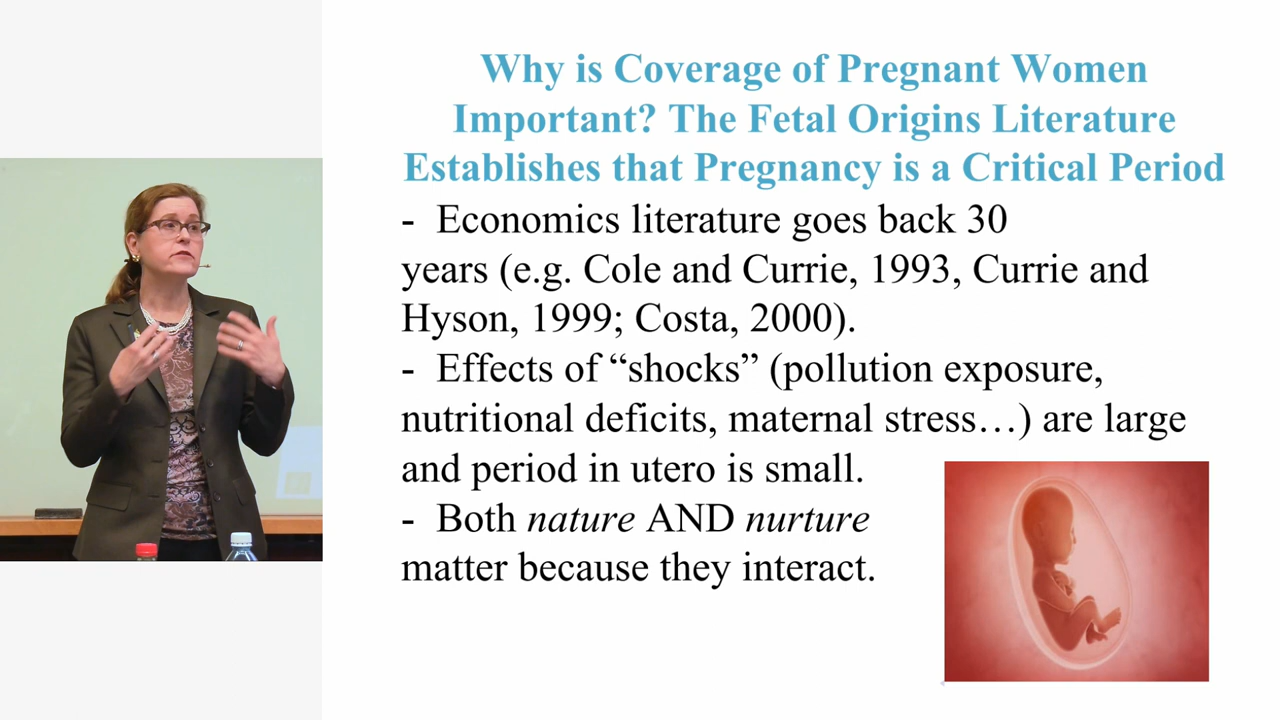 Why is Coverage of Pregnant Women
Important? The Fetal Origins Literature
Establishes that Pregnancy is a Critical Period
- Economics literature goes back 30
years (e.g. Cole and Currie, 1993, Currie and
Hyson, 1999; Costa, 2000).
- Effects of “shocks” (pollution exposure,
nutritional deficits, maternal stress…) are large
and period in utero is small.
- Both nature AND nurture
matter because they interact.